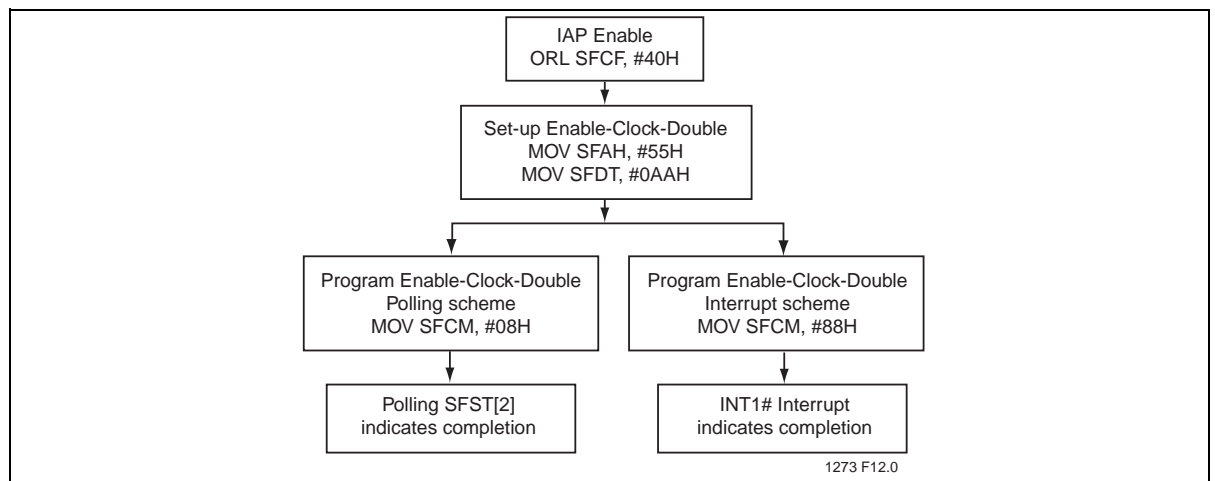 IAP Enable
ORL SFCF, #40H
Set-up Enable-Clock-Double
MOV SFAH, #55H
MOV SFDT, #0AAH
Program Enable-Clock-Double
Polling scheme
MOV SFCM, #08H
Program Enable-Clock-Double
Interrupt scheme
MOV SFCM, #88H
Polling SFST[2]
indicates completion
INT1# Interrupt
indicates completion
1273 F12.0